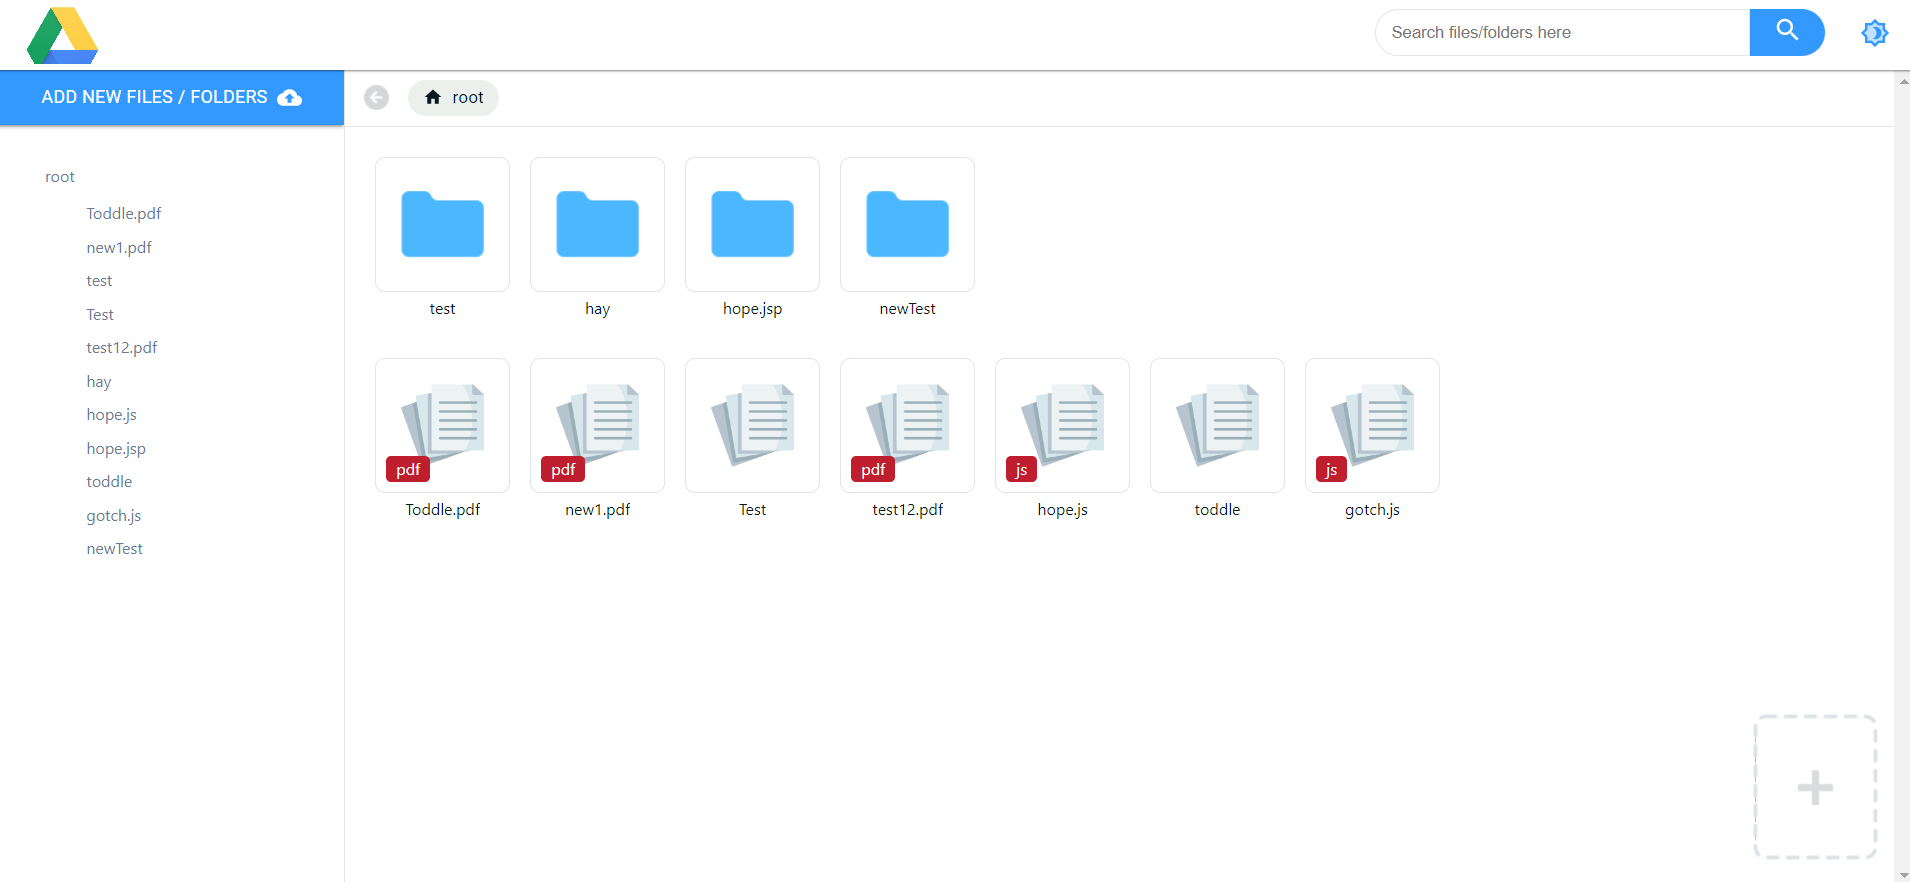 Search files/folders here
ADD NEW FILES / FOLDERS
root
root
Toddle.pdf
new1.pdf
test
Test
test12.pdf
hay
hope.js
hope.jsp
toddle
gotch.js
newTest
test hay hope.jsp newTest
pdf pdf pdf js js
Toddle.pdf new1.pdf Test test12.pdf hope.js toddle gotch.js